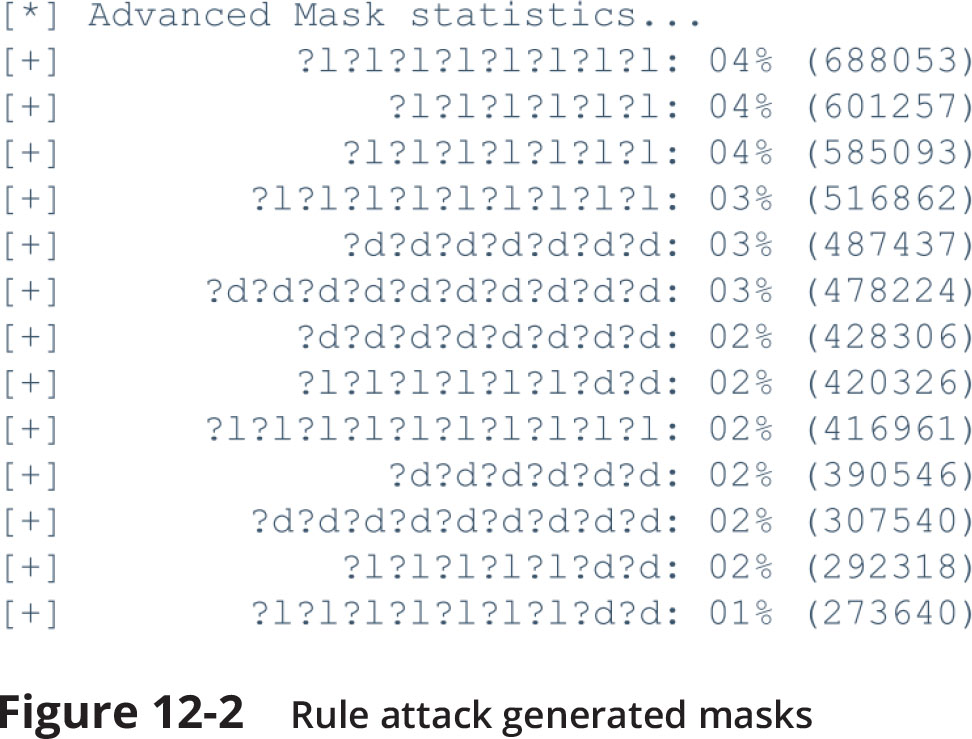 [*] Advanced Mask statistics...
[+] ?l?l?l?l?l?l?l?l: 04% (688053)
[+] ?l?l?l?l?l?l: 04% (601257)
[+] ?l?l?l?l?l?l?l: 04% (585093)
[+] ?l?l?l?l?l?l?l?l?l: 03% (516862)
[+] ?d?d?d?d?d?d?d: 03% (487437)
[+] ?d?d?d?d?d?d?d?d?d?d: 03% (478224)
[+] ?d?d?d?d?d?d?d?d: 02% (428306)
[+] ?l?l?l?l?l?l?d?d: 02% (420326)
[+] ?l?l?l?l?l?l?l?l?l?l: 02% (416961)
[+] ?d?d?d?d?d?d: 02% (390546)
[+] ?d?d?d?d?d?d?d?d?d: 02% (307540)
[+] ?l?l?l?l?l?d?d: 02% (292318)
[+] ?l?l?l?l?l?l?l?d?d: 01% (273640)
Figure 12-2 Rule attack generated masks